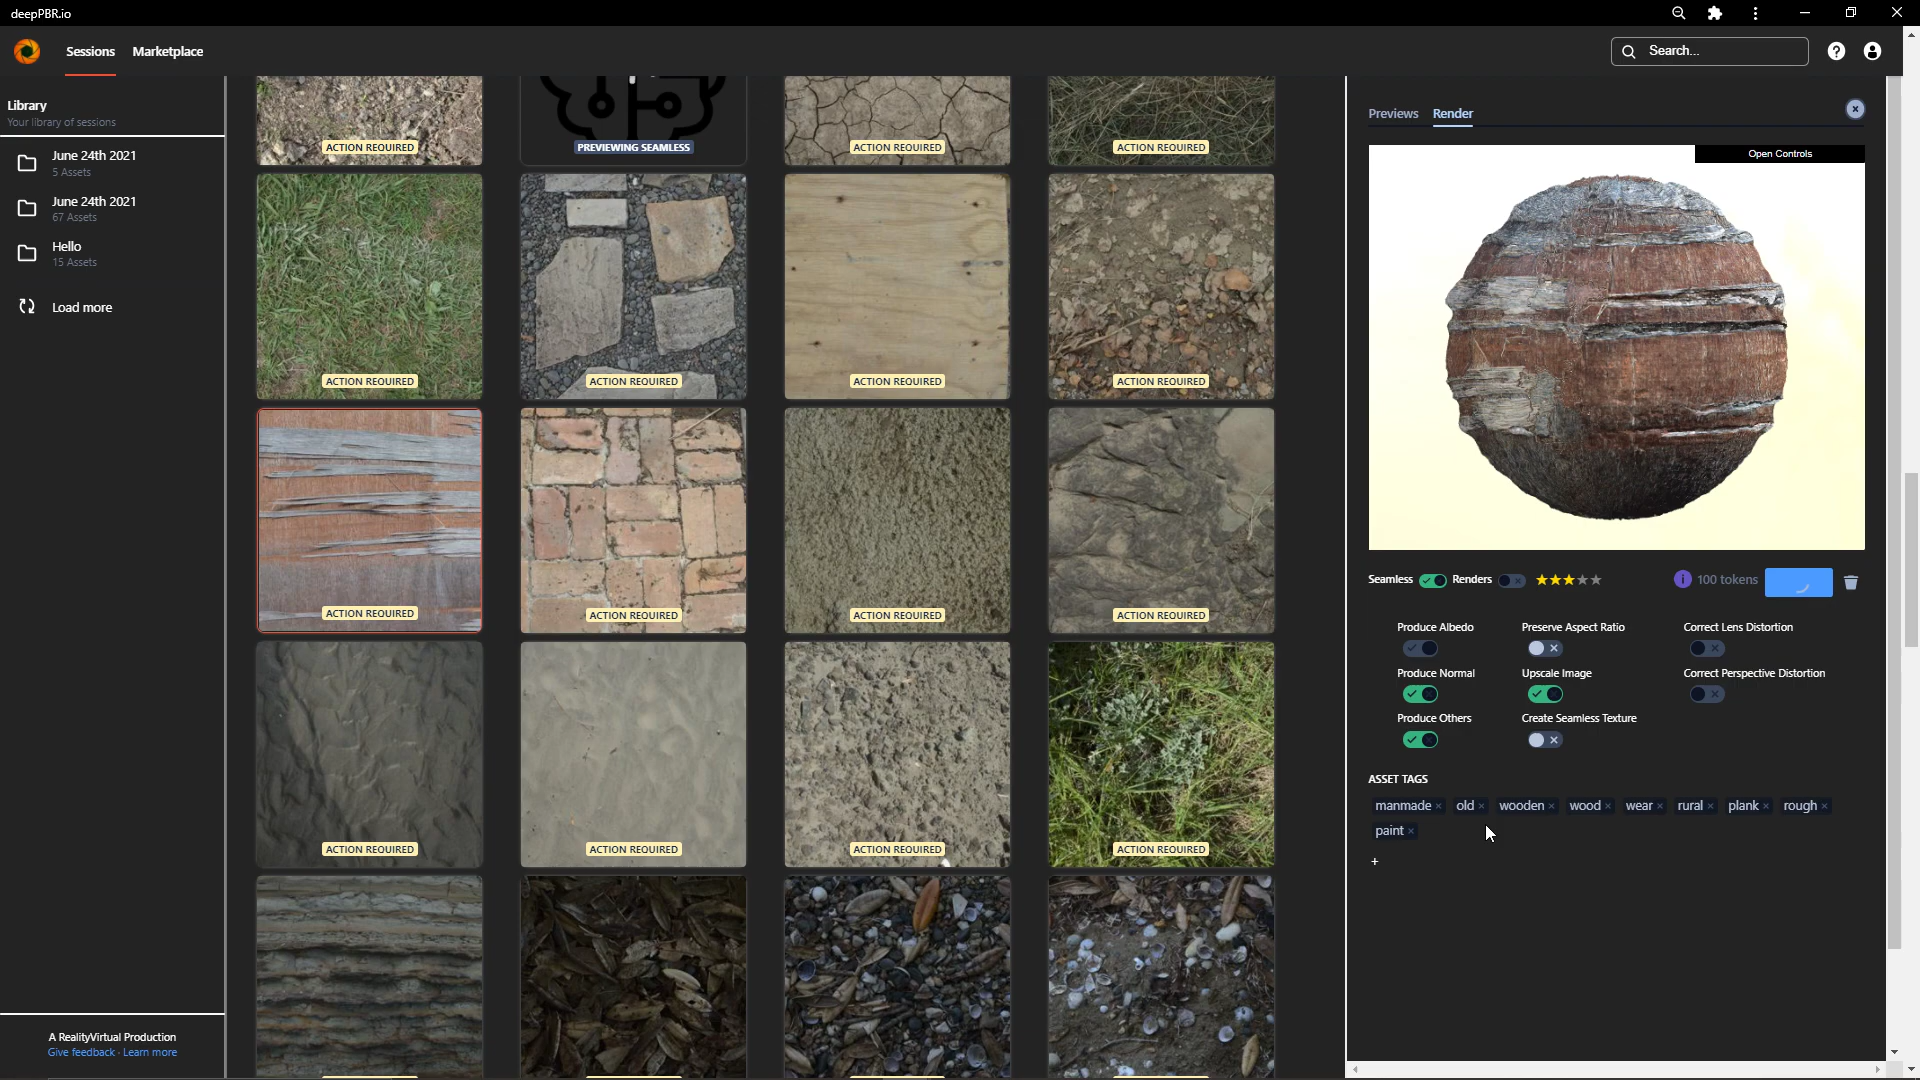 deepPBR.io
Sessions Marketplace
Search...
Library
Your library of sessions
June 24th 2021
5 Assets
June 24th 2021
67 Assets
Hello
15 Assets
Load more
A RealityVirtual Production
Give feedback · Learn more
ACTION REQUIRED
PREVIEWING SEAMLESS
ACTION REQUIRED
ACTION REQUIRED
ACTION REQUIRED
ACTION REQUIRED
ACTION REQUIRED
ACTION REQUIRED
ACTION REQUIRED
ACTION REQUIRED
ACTION REQUIRED
ACTION REQUIRED
ACTION REQUIRED
ACTION REQUIRED
ACTION REQUIRED
ACTION REQUIRED
Previews Render
Open Controls
Seamless Renders 100 tokens
Produce Albedo Preserve Aspect Ratio Correct Lens Distortion
Produce Normal Upscale Image Correct Perspective Distortion
Produce Others Create Seamless Texture
ASSET TAGS
manmade × old × wooden × wood × wear × rural × plank × rough ×
paint ×
+